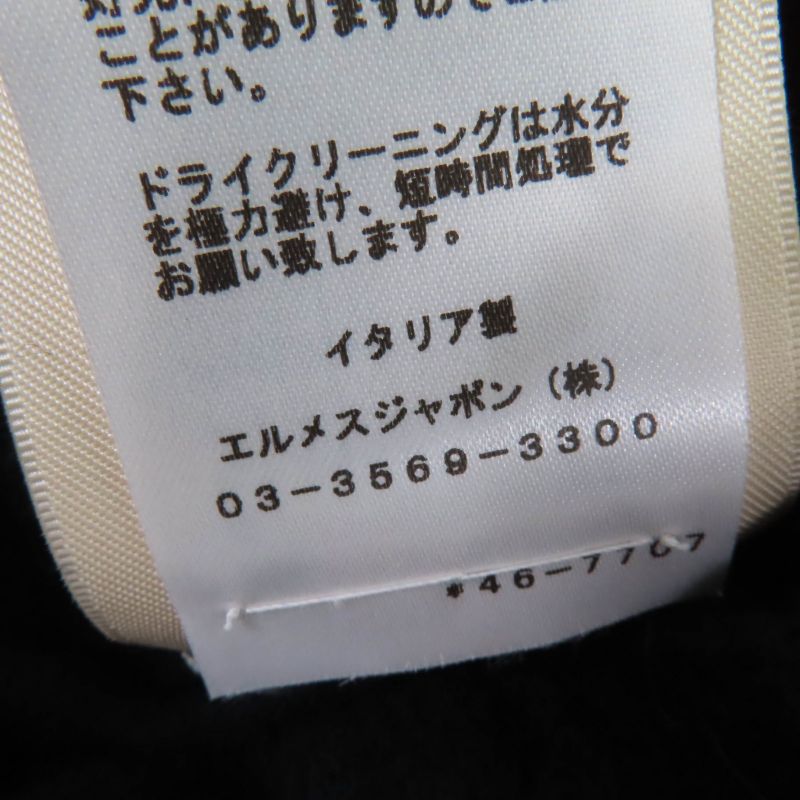 ことがありますので
下さい。
ドライクリーニングは水分
を極力避け、短時間処理で
お願い致します。
イタリア製
エルメスジャポン(株)
03-3569-3300
*46-7767